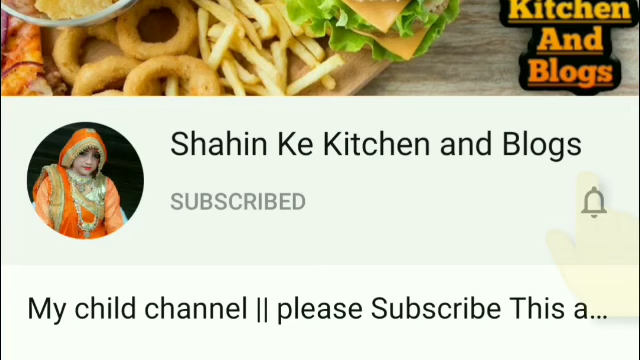 Kitchen
And
Blogs
Shahin Ke Kitchen and Blogs
SUBSCRIBED
My child channel || please Subscribe This a...